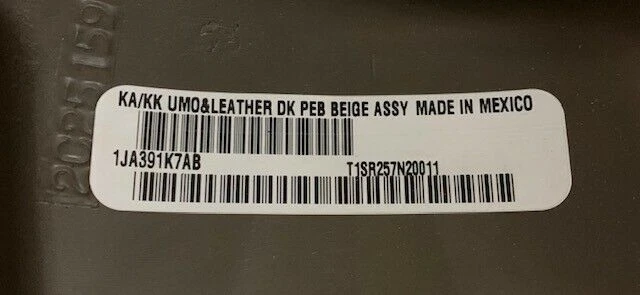 KA/KK UMO&LEATHER DK PEB BEIGE ASSY MADE IN MEXICO
1JA391K7AB
T1SR257N20011